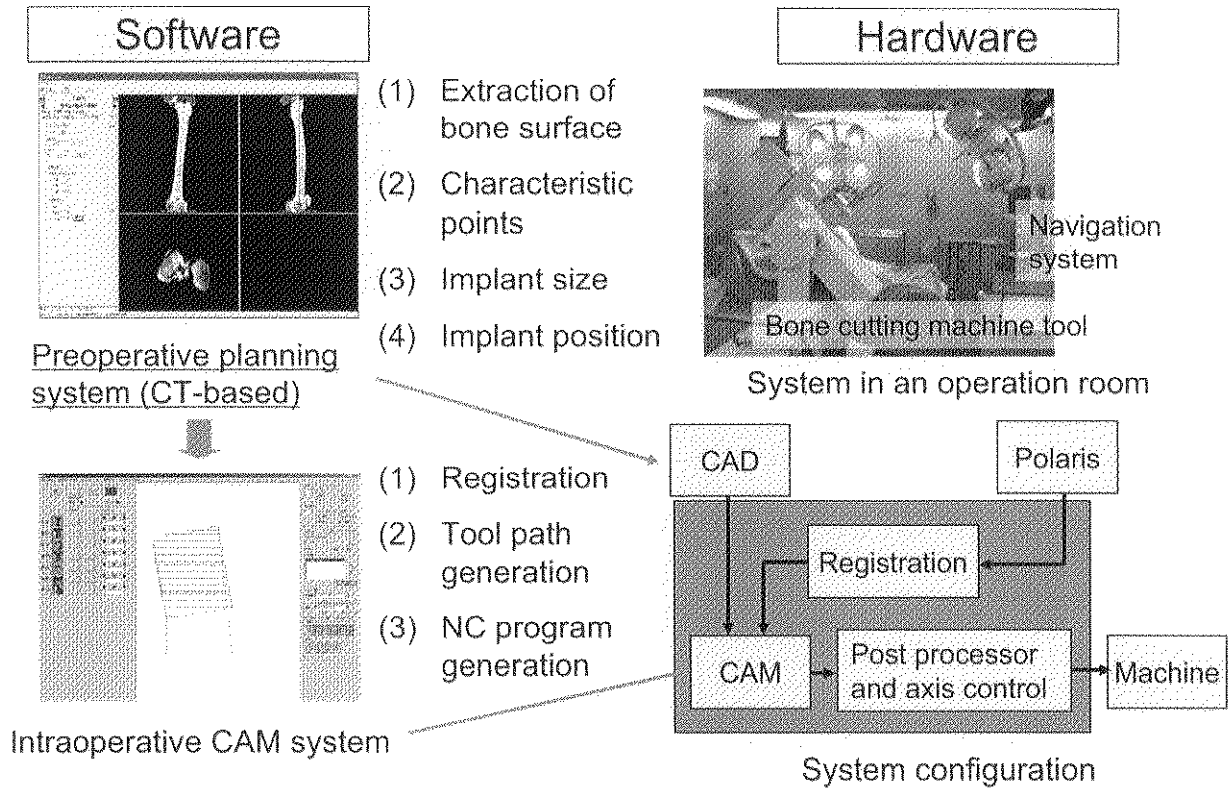 Software
(1) Extraction of
bone surface
(2) Characteristic
points
(3) Implant size
(4) Implant position
Preoperative planning
system (CT-based)
(1) Registration
(2) Tool path
generation
(3) NC program
generation
Intraoperative CAM system
Hardware
Navigation
system
Bone cutting machine tool
System in an operation room
CAD
Polaris
Registration
CAM
Post processor
and axis control
Machine
System configuration